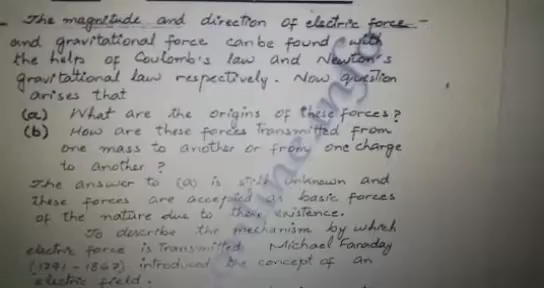 The magnitude and direction of electric force
and gravitational force can be found with
the help of Coulomb's law and Newton's
gravitational law respectively. Now question
arises that
(a) What are the origins of these forces?
(b) How are these forces transmitted from
one mass to another or from one charge
to another?
The answer to (a) is still unknown and
these forces are accepted as basic forces
of the nature due to their existence.
To describe the mechanism by which
electric force is transmitted Michael Faraday
(1791-1867) introduced the concept of an
electric field.